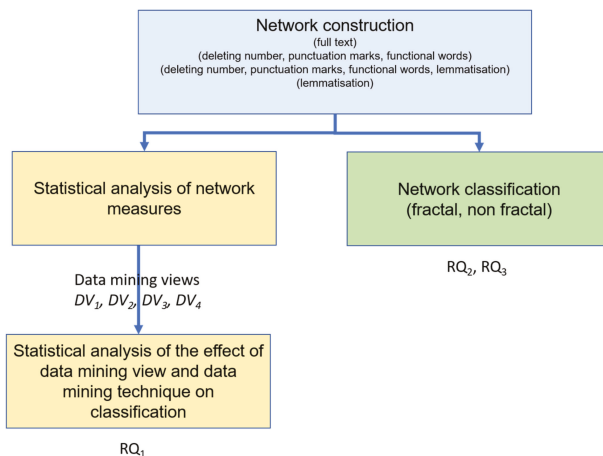 Network construction
(full text)
(deleting number, punctuation marks, functional words)
(deleting number, punctuation marks, functional words, lemmatisation)
(lemmatisation)
Statistical analysis of network
measures
Network classification
(fractal, non fractal)
RQ2, RQ3
Data mining views
DV1, DV2, DV3, DV4
Statistical analysis of the effect of
data mining view and data
mining technique on
classification
RQ1